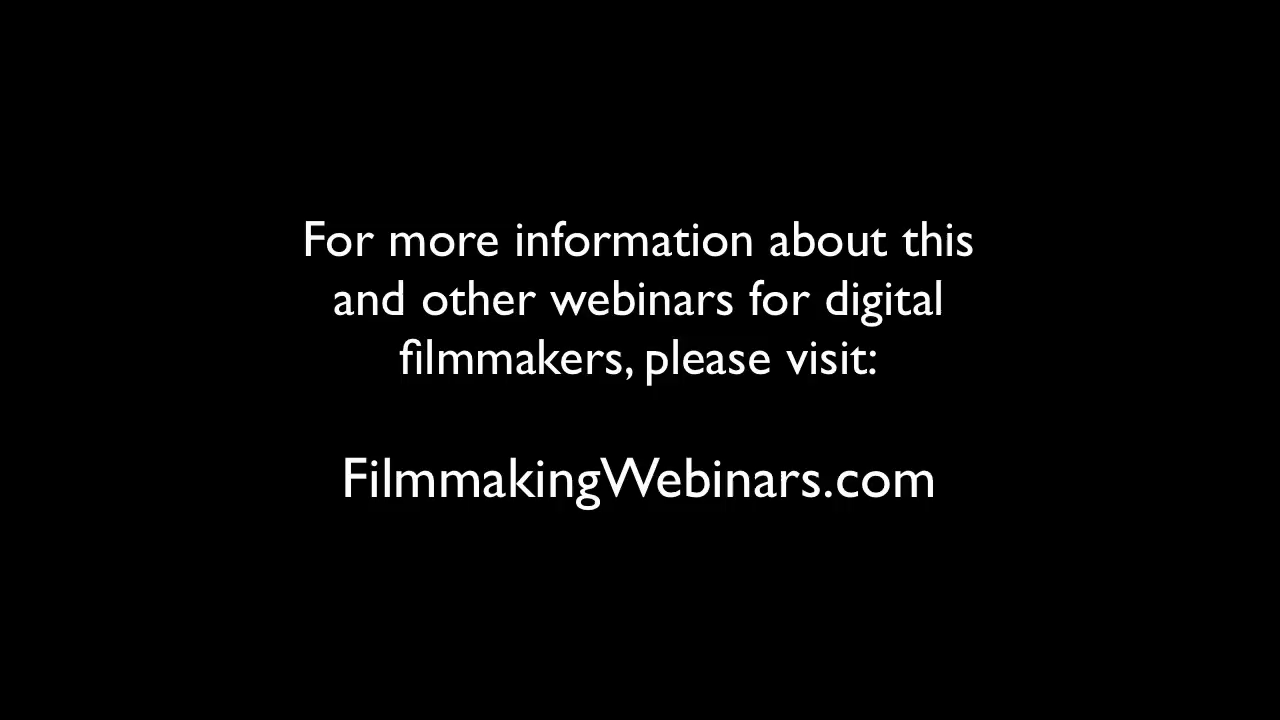 For more information about this
and other webinars for digital
filmmakers, please visit:
FilmmakingWebinars.com